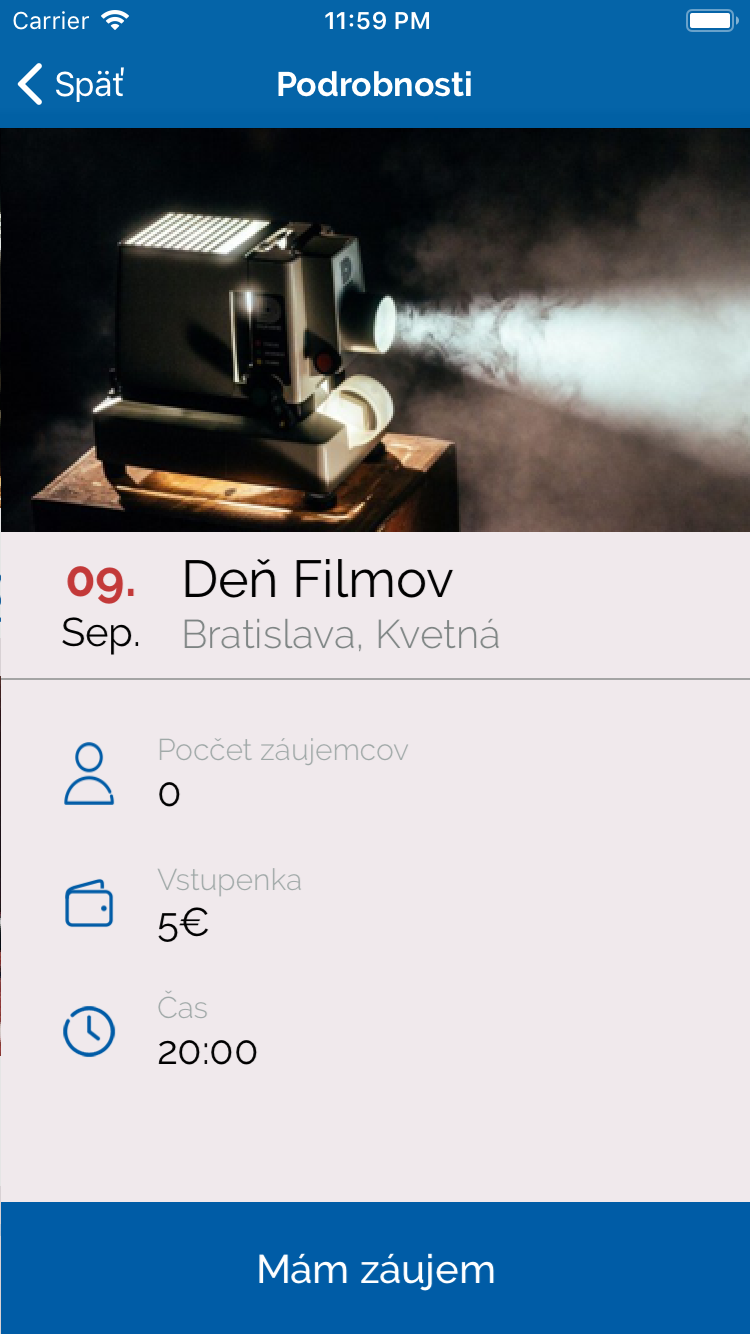 Carrier 11:59 PM
Späť Podrobnosti
09. Deň Filmov
Sep. Bratislava, Kvetná
Pocčet záujemcov
0
Vstupenka
5€
Čas
20:00
Mám záujem